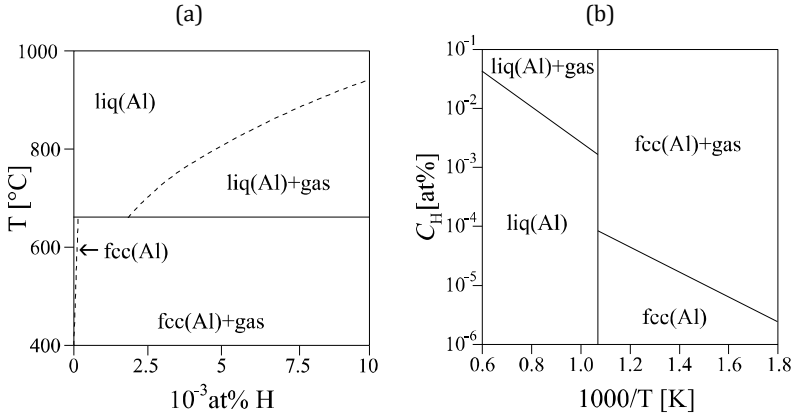 (a)
1000
800
600
400
T [°C]
liq(Al)
liq(Al)+gas
fcc(Al)
fcc(Al)+gas
0
2.5
5
7.5
10
10⁻³at% H
(b)
10⁻¹
10⁻²
10⁻³
10⁻⁴
10⁻⁵
10⁻⁶
C_H[at%]
liq(Al)+gas
fcc(Al)+gas
liq(Al)
fcc(Al)
0.6
0.8
1.0
1.2
1.4
1.6
1.8
1000/T [K]